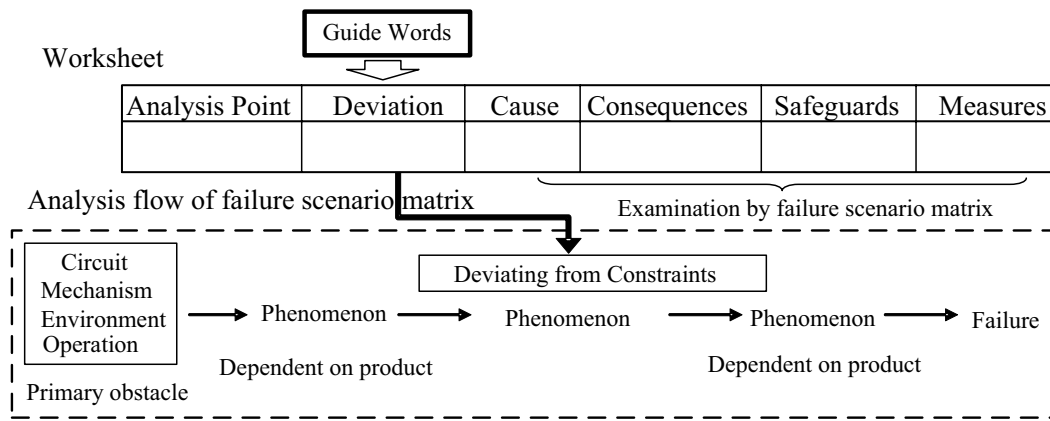 Guide Words
Worksheet
Analysis Point Deviation Cause Consequences Safeguards Measures
Analysis flow of failure scenario matrix
Examination by failure scenario matrix
Circuit
Mechanism
Environment
Operation
Primary obstacle
Deviating from Constraints
Phenomenon Phenomenon Phenomenon Failure
Dependent on product Dependent on product